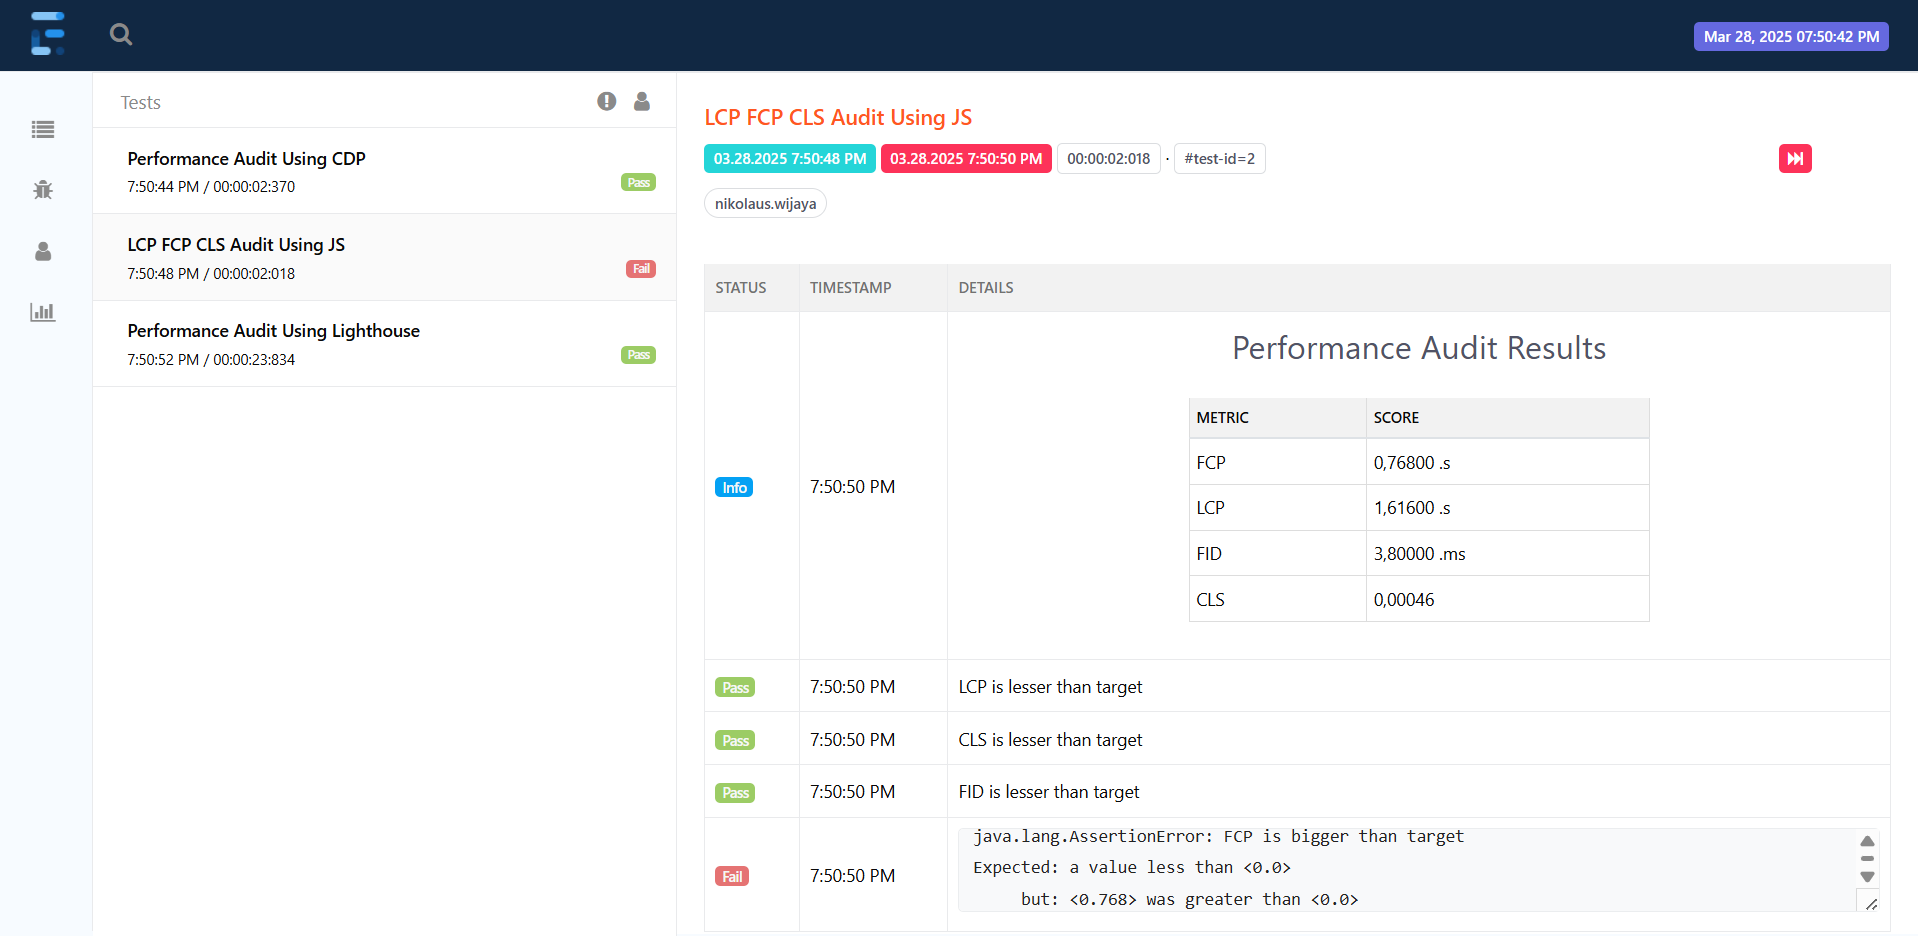 Mar 28, 2025 07:50:42 PM
Tests
Performance Audit Using CDP
7:50:44 PM / 00:00:02:370
Pass
LCP FCP CLS Audit Using JS
7:50:48 PM / 00:00:02:018
Fail
Performance Audit Using Lighthouse
7:50:52 PM / 00:00:23:834
Pass
LCP FCP CLS Audit Using JS
03.28.2025 7:50:48 PM 03.28.2025 7:50:50 PM 00:00:02:018 · #test-id=2
nikolaus.wijaya
STATUS TIMESTAMP DETAILS
Performance Audit Results
METRIC SCORE
FCP 0,76800 .s
LCP 1,61600 .s
FID 3,80000 .ms
CLS 0,00046
Info 7:50:50 PM
Pass 7:50:50 PM LCP is lesser than target
Pass 7:50:50 PM CLS is lesser than target
Pass 7:50:50 PM FID is lesser than target
Fail 7:50:50 PM
java.lang.AssertionError: FCP is bigger than target
Expected: a value less than <0.0>
but: <0.768> was greater than <0.0>